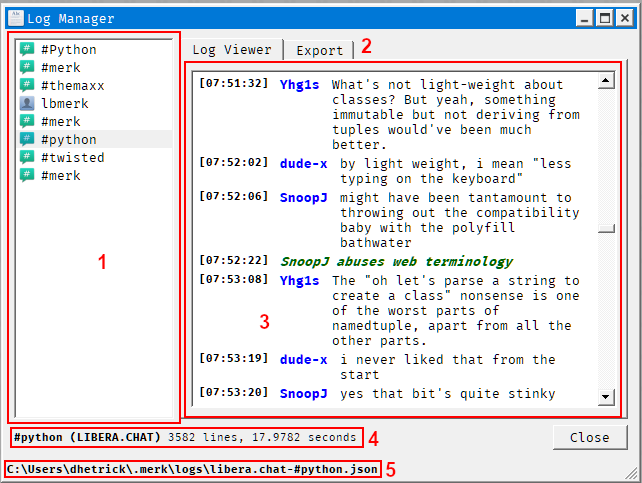 Log Manager
#Python
#merk
#themaxx
lbmerk
#merk
#python
#twisted
#merk
1
Log Viewer
Export
2
[07:51:32] Yhg1s What's not light-weight about
classes? But yeah, something
immutable but not deriving from
tuples would've been much
better.
[07:52:02] dude-x by light weight, i mean "less
typing on the keyboard"
[07:52:06] SnoopJ might have been tantamount to
throwing out the compatibility
baby with the polyfill
bathwater
[07:52:22] SnoopJ abuses web terminology
[07:53:08] Yhg1s The "oh let's parse a string to
create a class" nonsense is one
of the worst parts of
namedtuple, apart from all the
other parts.
[07:53:19] dude-x i never liked that from the
start
[07:53:20] SnoopJ yes that bit's quite stinky
3
#python (LIBERA.CHAT) 3582 lines, 17.9782 seconds
4
Close
C:\Users\dhetrick\.merk\logs\libera.chat-#python.json
5